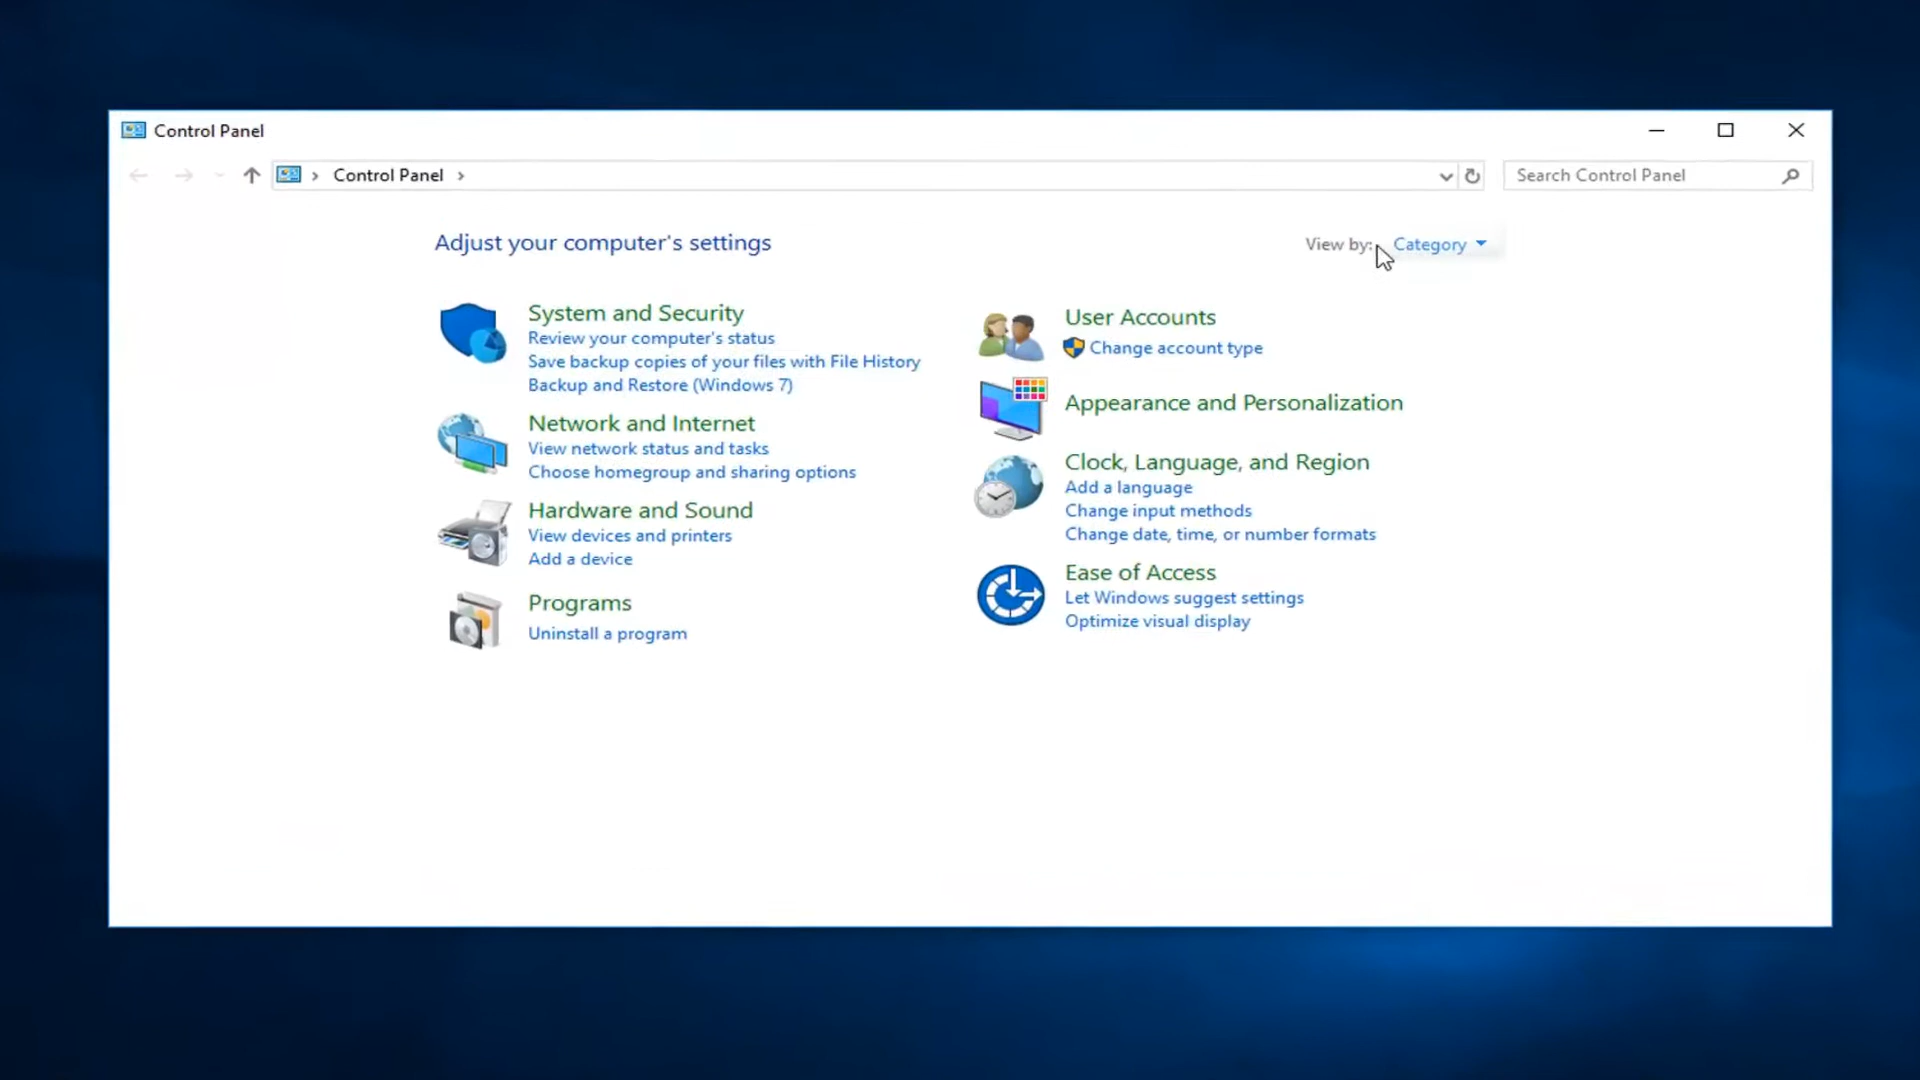 Control Panel
Control Panel
Search Control Panel
Adjust your computer's settings
View by: Category
System and Security
Review your computer's status
Save backup copies of your files with File History
Backup and Restore (Windows 7)
Network and Internet
View network status and tasks
Choose homegroup and sharing options
Hardware and Sound
View devices and printers
Add a device
Programs
Uninstall a program
User Accounts
Change account type
Appearance and Personalization
Clock, Language, and Region
Add a language
Change input methods
Change date, time, or number formats
Ease of Access
Let Windows suggest settings
Optimize visual display